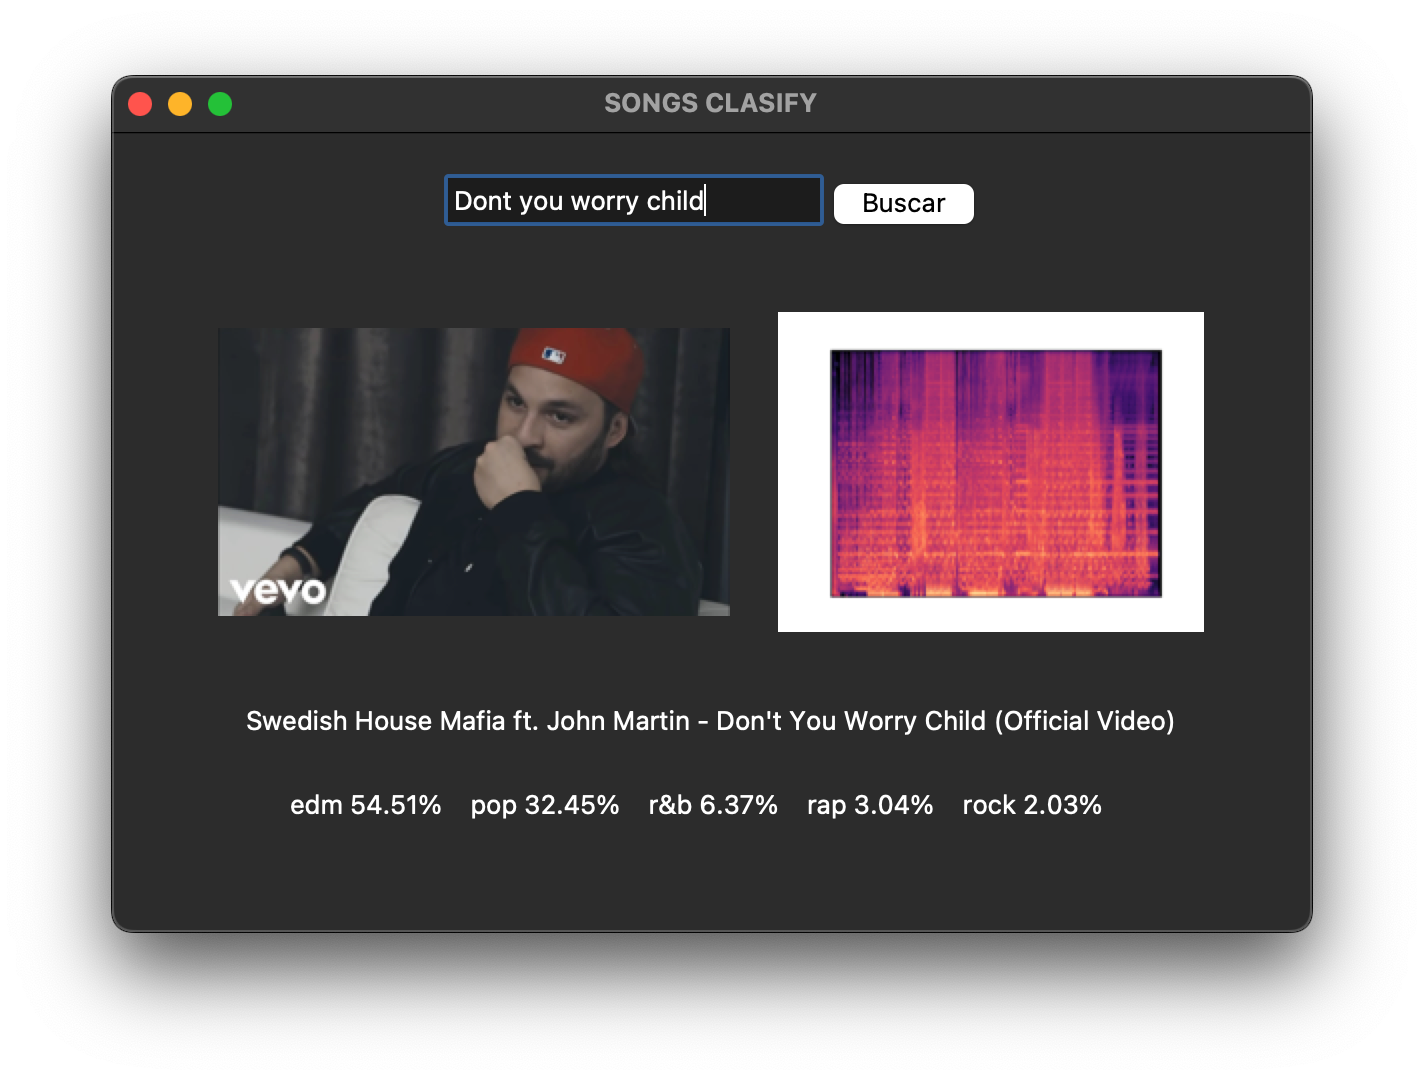 SONGS CLASIFY
Dont you worry child Buscar
vevo
Swedish House Mafia ft. John Martin - Don't You Worry Child (Official Video)
edm 54.51% pop 32.45% r&b 6.37% rap 3.04% rock 2.03%